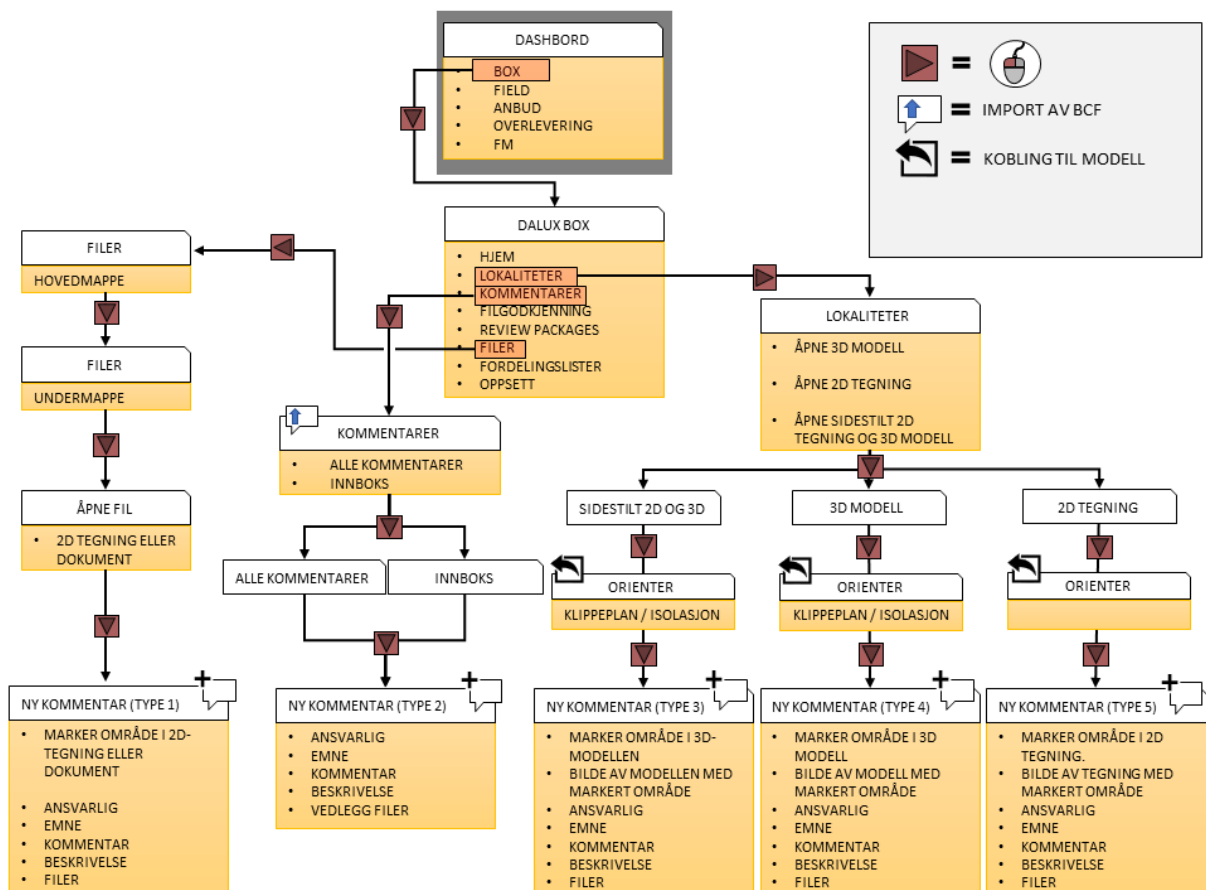 DASHBORD
• BOX
• FIELD
• ANBUD
• OVERLEVERING
• FM
=
= IMPORT AV BCF
= KOBLING TIL MODELL
DALUX BOX
• HJEM
• LOKALITETER
• KOMMENTARER
• FILGODKJENNING
• REVIEW PACKAGES
• FILER
• FORDELINGSLISTER
• OPPSETT
FILER
HOVEDMAPPE
FILER
UNDERMAPPE
ÅPNE FIL
• 2D TEGNING ELLER
DOKUMENT
KOMMENTARER
• ALLE KOMMENTARER
• INNBOKS
ALLE KOMMENTARER
INNBOKS
LOKALITETER
• ÅPNE 3D MODELL
• ÅPNE 2D TEGNING
• ÅPNE SIDESTILT 2D
TEGNING OG 3D MODELL
SIDESTILT 2D OG 3D
3D MODELL
2D TEGNING
ORIENTER
KLIPPEPLAN / ISOLASJON
ORIENTER
KLIPPEPLAN / ISOLASJON
ORIENTER
NY KOMMENTAR (TYPE 1)
• MARKER OMRÅDE I 2D-
TEGNING ELLER
DOKUMENT
• ANSVARLIG
• EMNE
• KOMMENTAR
• BESKRIVELSE
• FILER
NY KOMMENTAR (TYPE 2)
• ANSVARLIG
• EMNE
• KOMMENTAR
• BESKRIVELSE
• VEDLEGG FILER
NY KOMMENTAR (TYPE 3)
• MARKER OMRÅDE I 3D-
MODELLEN
• BILDE AV MODELLEN MED
MARKERT OMRÅDE
• ANSVARLIG
• EMNE
• KOMMENTAR
• BESKRIVELSE
• FILER
NY KOMMENTAR (TYPE 4)
• MARKER OMRÅDE I 3D
MODELL
• BILDE AV MODELL MED
MARKERT OMRÅDE
• ANSVARLIG
• EMNE
• KOMMENTAR
• BESKRIVELSE
• FILER
NY KOMMENTAR (TYPE 5)
• MARKER OMRÅDE I 2D
TEGNING.
• BILDE AV TEGNING MED
MARKERT OMRÅDE
• ANSVARLIG
• EMNE
• KOMMENTAR
• BESKRIVELSE
• FILER